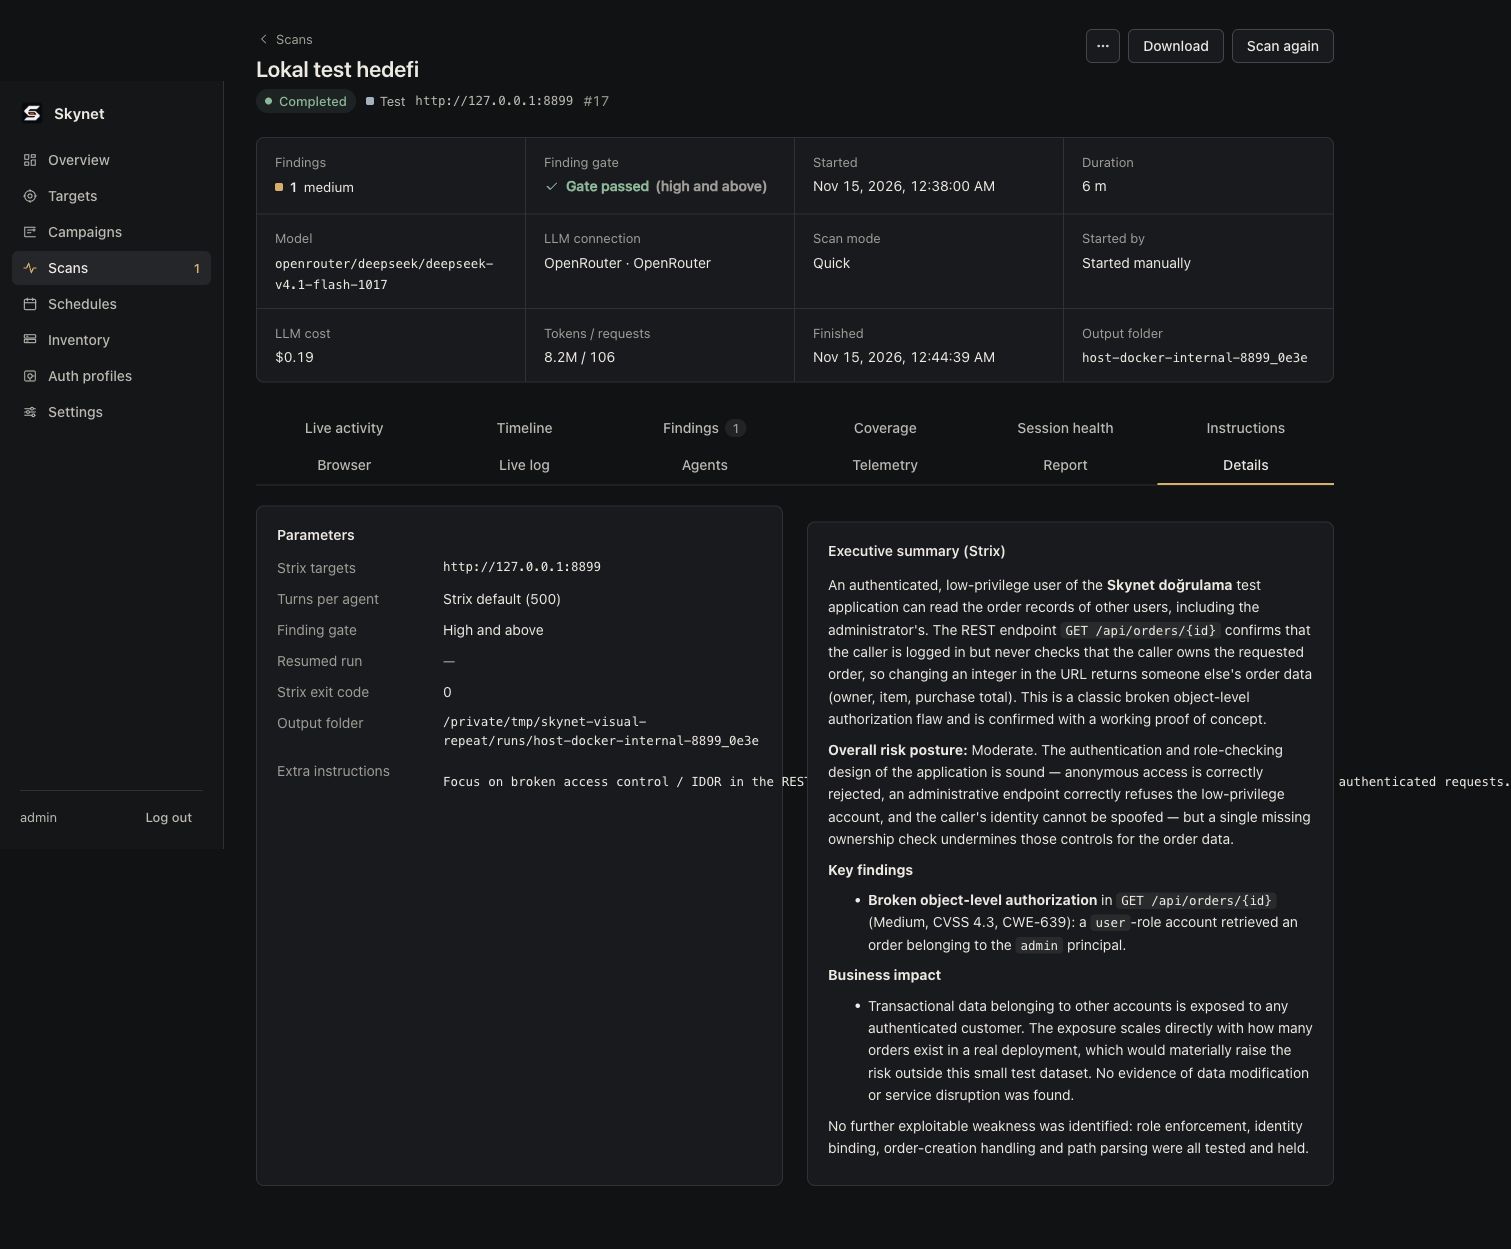 Skynet
Overview
Targets
Campaigns
Scans 1
Schedules
Inventory
Auth profiles
Settings
admin Log out
Scans
Lokal test hedefi
Completed Test http://127.0.0.1:8899 #17
··· Download Scan again
Findings
1 medium
Finding gate
Gate passed (high and above)
Started
Nov 15, 2026, 12:38:00 AM
Duration
6 m
Model
openrouter/deepseek/deepseek-
v4.1-flash-1017
LLM connection
OpenRouter · OpenRouter
Scan mode
Quick
Started by
Started manually
LLM cost
$0.19
Tokens / requests
8.2M / 106
Finished
Nov 15, 2026, 12:44:39 AM
Output folder
host-docker-internal-8899_0e3e
Live activity Timeline Findings 1 Coverage Session health Instructions
Browser Live log Agents Telemetry Report Details
Parameters
Strix targets http://127.0.0.1:8899
Turns per agent Strix default (500)
Finding gate High and above
Resumed run —
Strix exit code 0
Output folder /private/tmp/skynet-visual-
repeat/runs/host-docker-internal-8899_0e3e
Extra instructions
Focus on broken access control / IDOR in the REST
authenticated requests.
Executive summary (Strix)
An authenticated, low-privilege user of the Skynet doğrulama test
application can read the order records of other users, including the
administrator's. The REST endpoint GET /api/orders/{id} confirms that
the caller is logged in but never checks that the caller owns the requested
order, so changing an integer in the URL returns someone else's order data
(owner, item, purchase total). This is a classic broken object-level
authorization flaw and is confirmed with a working proof of concept.
Overall risk posture: Moderate. The authentication and role-checking
design of the application is sound — anonymous access is correctly
rejected, an administrative endpoint correctly refuses the low-privilege
account, and the caller's identity cannot be spoofed — but a single missing
ownership check undermines those controls for the order data.
Key findings
• Broken object-level authorization in GET /api/orders/{id}
(Medium, CVSS 4.3, CWE-639): a user-role account retrieved an
order belonging to the admin principal.
Business impact
• Transactional data belonging to other accounts is exposed to any
authenticated customer. The exposure scales directly with how many
orders exist in a real deployment, which would materially raise the
risk outside this small test dataset. No evidence of data modification
or service disruption was found.
No further exploitable weakness was identified: role enforcement, identity
binding, order-creation handling and path parsing were all tested and held.